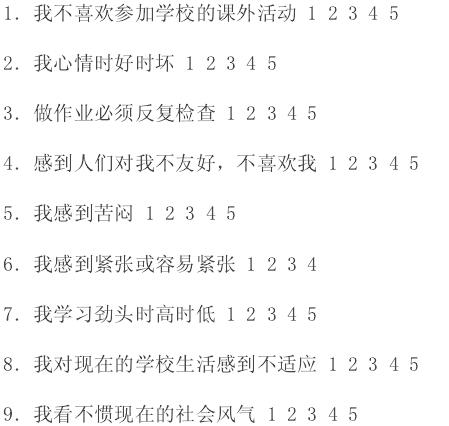 1. 我不喜欢参加学校的课外活动 1 2 3 4 5
2. 我心情时好时坏 1 2 3 4 5
3. 做作业必须反复检查 1 2 3 4 5
4. 感到人们对我不友好，不喜欢我 1 2 3 4 5
5. 我感到苦闷 1 2 3 4 5
6. 我感到紧张或容易紧张 1 2 3 4
7. 我学习劲头时高时低 1 2 3 4 5
8. 我对现在的学校生活感到不适应 1 2 3 4 5
9. 我看不惯现在的社会风气 1 2 3 4 5